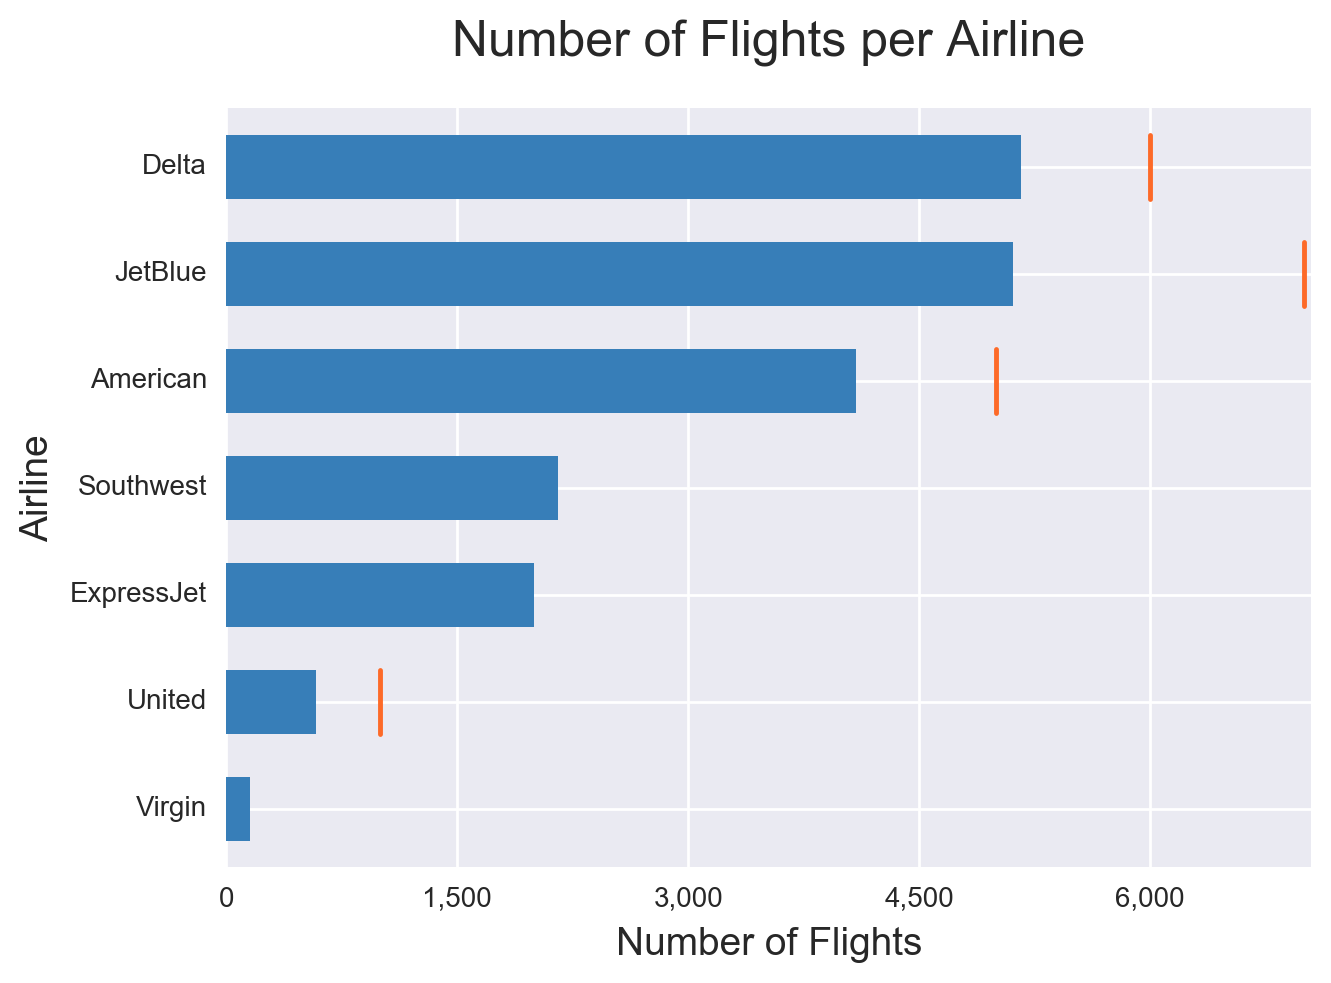 Number of Flights per Airline
Delta
JetBlue
American
Southwest
ExpressJet
United
Virgin
Airline
0 1,500 3,000 4,500 6,000
Number of Flights